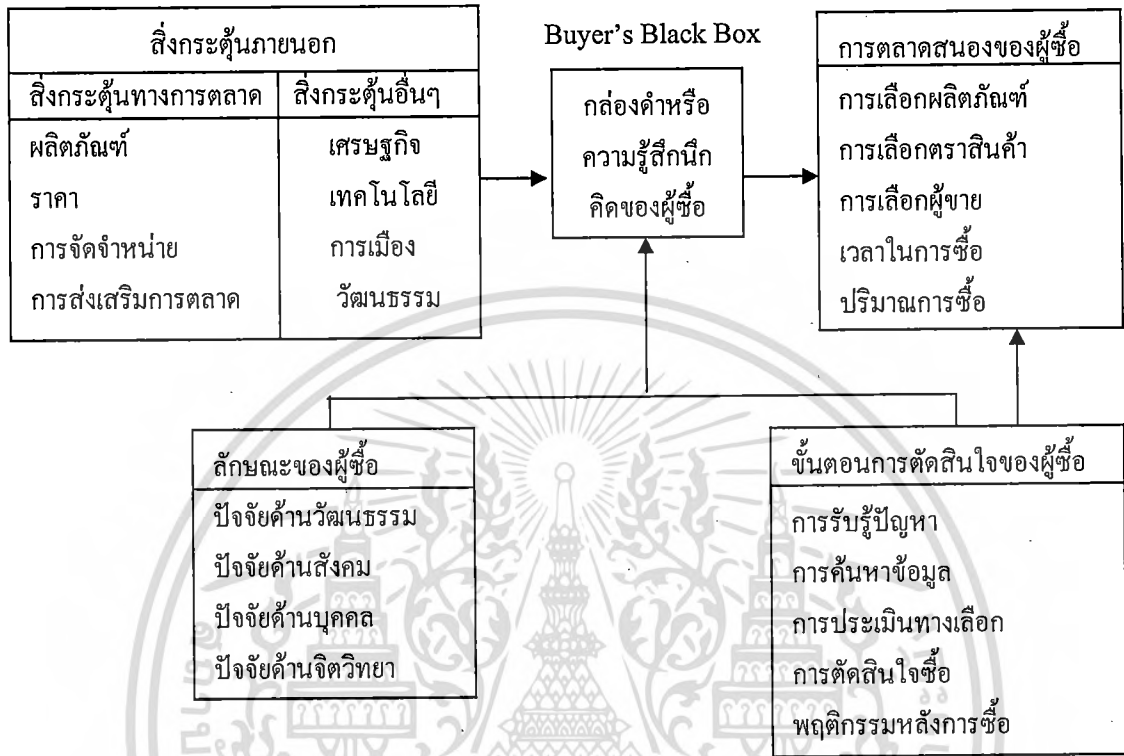 สิ่งกระตุ้นภายนอก
สิ่งกระตุ้นทางการตลาด
สิ่งกระตุ้นอื่นๆ
ผลิตภัณฑ์
เศรษฐกิจ
ราคา
เทคโนโลยี
การจัดจำหน่าย
การเมือง
การส่งเสริมการตลาด
วัฒนธรรม
Buyer's Black Box
กล่องดำหรือ
ความรู้สึกนึก
คิดของผู้ซื้อ
การตลาดสนองของผู้ซื้อ
การเลือกผลิตภัณฑ์
การเลือกตราสินค้า
การเลือกผู้ขาย
เวลาในการซื้อ
ปริมาณการซื้อ
ลักษณะของผู้ซื้อ
ปัจจัยด้านวัฒนธรรม
ปัจจัยด้านสังคม
ปัจจัยด้านบุคคล
ปัจจัยด้านจิตวิทยา
ขั้นตอนการตัดสินใจของผู้ซื้อ
การรับรู้ปัญหา
การค้นหาข้อมูล
การประเมินทางเลือก
การตัดสินใจซื้อ
พฤติกรรมหลังการซื้อ